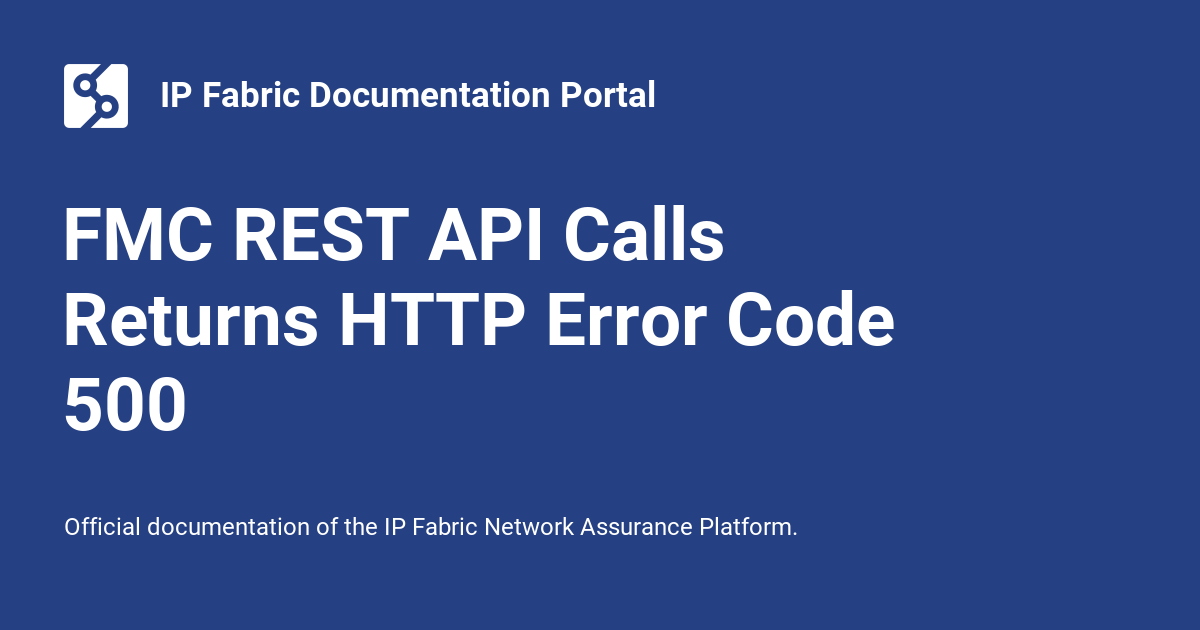 IP Fabric Documentation Portal
FMC REST API Calls
Returns HTTP Error Code
500
Official documentation of the IP Fabric Network Assurance Platform.